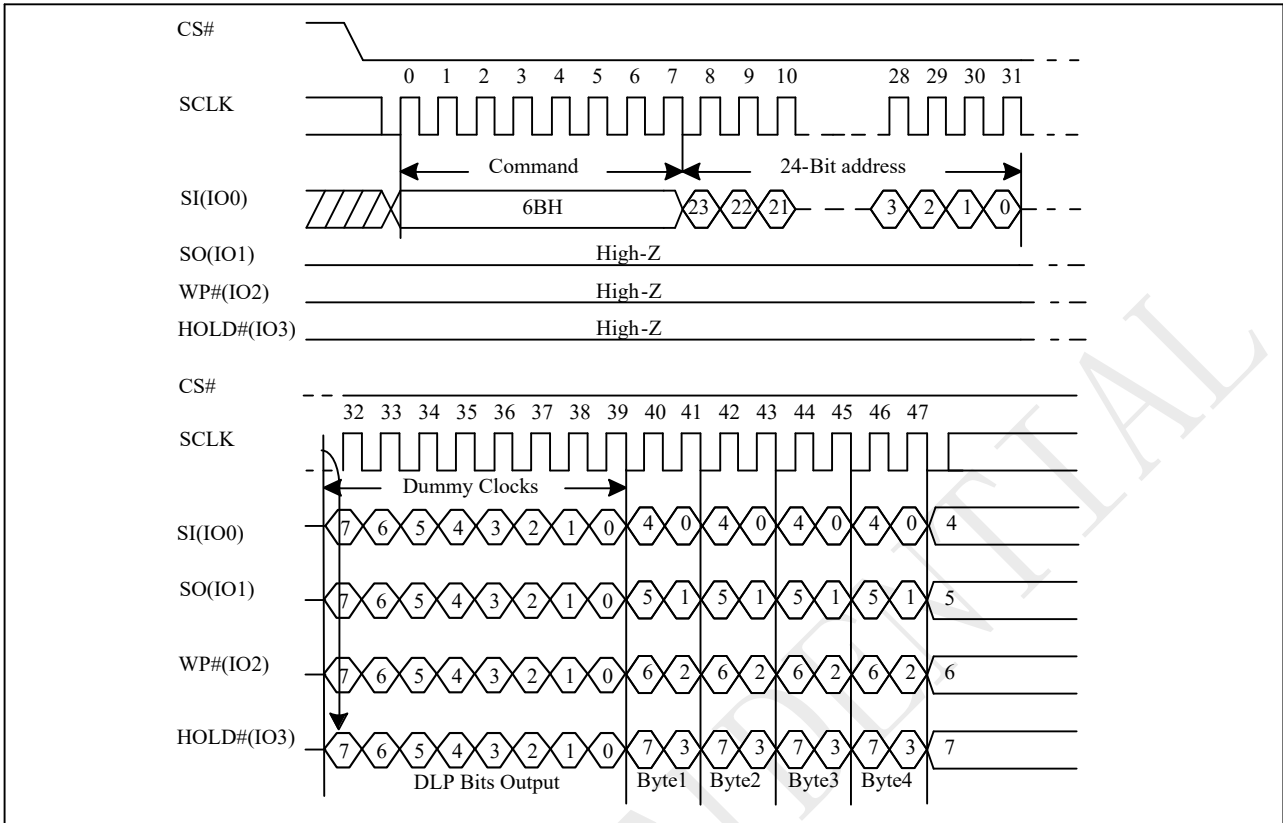 CS#
0 1 2 3 4 5 6 7 8 9 10 28 29 30 31
SCLK
Command 24-Bit address
SI(IO0) 6BH 23 22 21 3 2 1 0
SO(IO1) High-Z
WP#(IO2) High-Z
HOLD#(IO3) High-Z
CS#
32 33 34 35 36 37 38 39 40 41 42 43 44 45 46 47
SCLK
Dummy Clocks
SI(IO0) 7 6 5 4 3 2 1 0 4 0 4 0 4 0 4 0 4
SO(IO1) 7 6 5 4 3 2 1 0 5 1 5 1 5 1 5 1 5
WP#(IO2) 7 6 5 4 3 2 1 0 6 2 6 2 6 2 6 2 6
HOLD#(IO3) 7 6 5 4 3 2 1 0 7 3 7 3 7 3 7 3 7
DLP Bits Output Byte1 Byte2 Byte3 Byte4